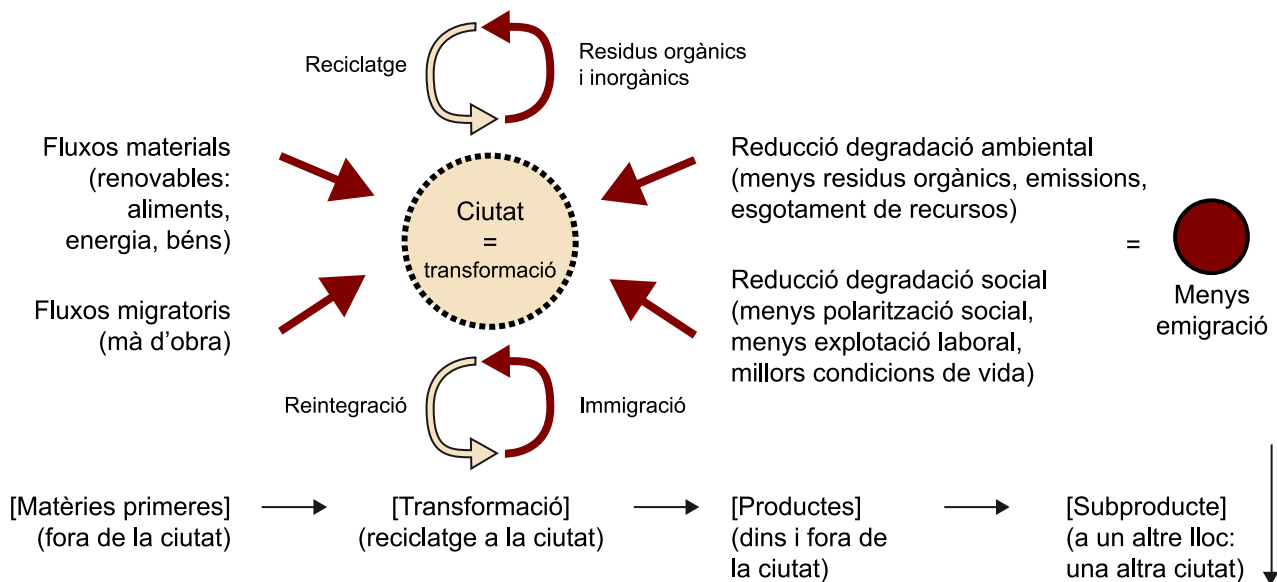 Reciclatge
Residus orgànics
i inorgànics
Fluxos materials
(renovables:
aliments,
energia, béns)
Fluxos migratoris
(mà d'obra)
Ciutat
=
transformació
Reducció degradació ambiental
(menys residus orgànics, emissions,
esgotament de recursos)
Reducció degradació social
(menys polarització social,
menys explotació laboral,
millors condicions de vida)
=
Menys
emigració
Reintegració
Immigració
[Matèries primeres]
(fora de la ciutat)
[Transformació]
(reciclatge a la ciutat)
[Productes]
(dins i fora de
la ciutat)
[Subproducte]
(a un altre lloc:
una altra ciutat)